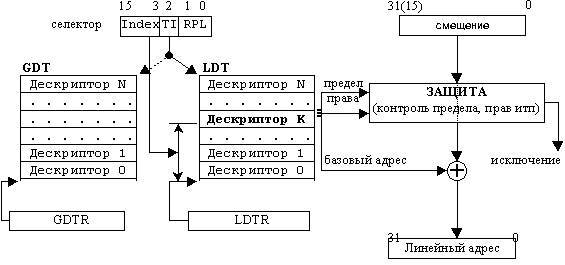 15 3 2 1 0
селектор Index TI RPL
31(15) 0
смещение
GDT
Дескриптор N
. . . . . . .
. . . . . . .
. . . . . . .
Дескриптор 1
Дескриптор 0
GDTR
LDT
Дескриптор N
. . . . . . .
Дескриптор K
. . . . . . .
Дескриптор 1
Дескриптор 0
LDTR
предел
права
базовый адрес
ЗАЩИТА
(контроль предела, прав итп)
исключение
+
31 0
Линейный адрес